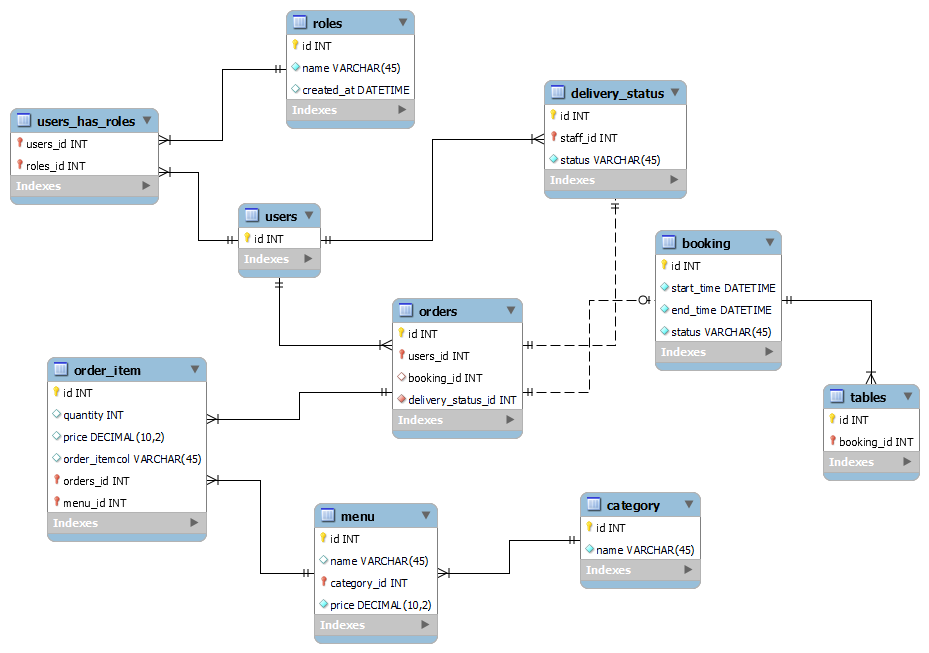 roles
id INT
name VARCHAR(45)
created_at DATETIME
Indexes
delivery_status
id INT
staff_id INT
status VARCHAR(45)
Indexes
users_has_roles
users_id INT
roles_id INT
Indexes
users
id INT
Indexes
booking
id INT
start_time DATETIME
end_time DATETIME
status VARCHAR(45)
Indexes
orders
id INT
users_id INT
booking_id INT
delivery_status_id INT
Indexes
order_item
id INT
quantity INT
price DECIMAL(10,2)
order_itemcol VARCHAR(45)
orders_id INT
menu_id INT
Indexes
tables
id INT
booking_id INT
Indexes
menu
id INT
name VARCHAR(45)
category_id INT
price DECIMAL(10,2)
Indexes
category
id INT
name VARCHAR(45)
Indexes